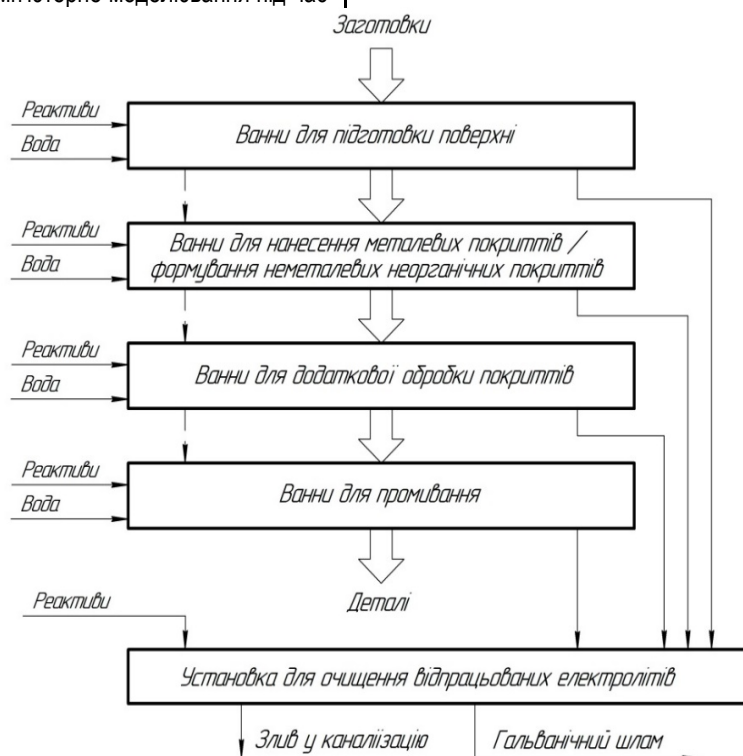 Заготовки
Реактиви
Вода
Ванни для підготовки поверхні
Реактиви
Вода
Ванни для нанесення металевих покриттів /
формування неметалевих неорганічних покриттів
Реактиви
Вода
Ванни для додаткової обробки покриттів
Реактиви
Вода
Ванни для промивання
Деталі
Реактиви
Установка для очищення відпрацьованих електролітів
Злив у каналізацію
Гальванічний шлам